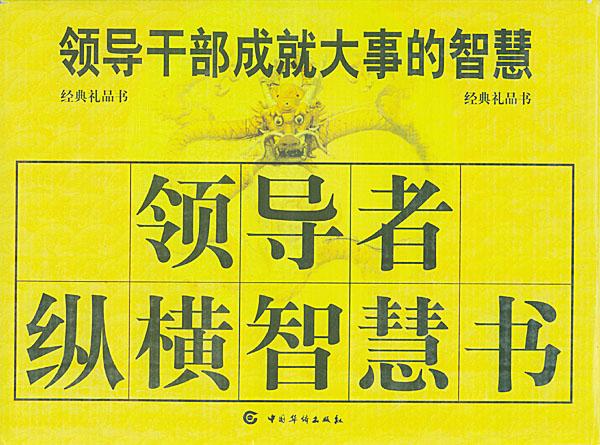 领导干部成就大事的智慧
经典礼品书
经典礼品书
领导者
纵横智慧书
中国华侨出版社